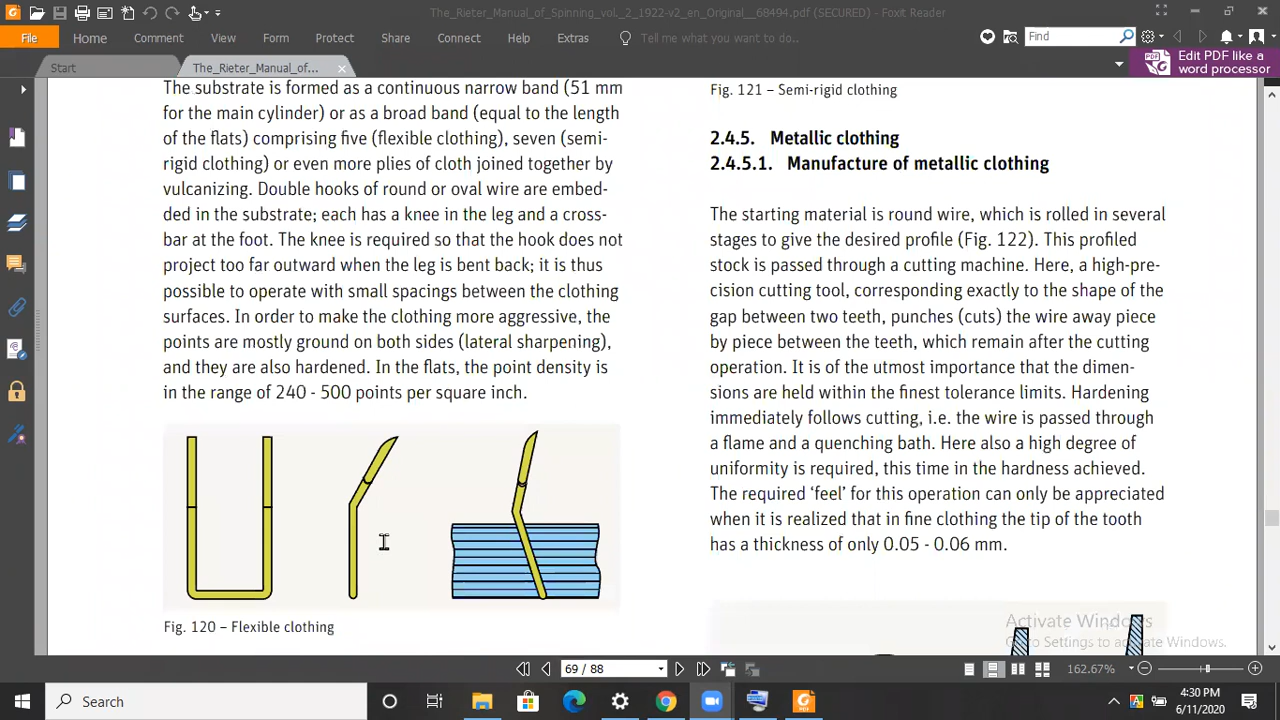 The_Rieter_Manual_of_Spinning_vol._2_1922-v2_en_Original__68494.pdf (SECURED) - Foxit Reader
File Home Comment View Form Protect Share Connect Help Extras Tell me what you want to do.. Find
Start The_Rieter_Manual_of... Edit PDF like a
word processor
The substrate is formed as a continuous narrow band (51 mm
for the main cylinder) or as a broad band (equal to the length
of the flats) comprising five (flexible clothing), seven (semi-
rigid clothing) or even more plies of cloth joined together by
vulcanizing. Double hooks of round or oval wire are embed-
ded in the substrate; each has a knee in the leg and a cross-
bar at the foot. The knee is required so that the hook does not
project too far outward when the leg is bent back; it is thus
possible to operate with small spacings between the clothing
surfaces. In order to make the clothing more aggressive, the
points are mostly ground on both sides (lateral sharpening),
and they are also hardened. In the flats, the point density is
in the range of 240 - 500 points per square inch.
Fig. 120 – Flexible clothing
Fig. 121 – Semi-rigid clothing
2.4.5. Metallic clothing
2.4.5.1. Manufacture of metallic clothing
The starting material is round wire, which is rolled in several
stages to give the desired profile (Fig. 122). This profiled
stock is passed through a cutting machine. Here, a high-pre-
cision cutting tool, corresponding exactly to the shape of the
gap between two teeth, punches (cuts) the wire away piece
by piece between the teeth, which remain after the cutting
operation. It is of the utmost importance that the dimen-
sions are held within the finest tolerance limits. Hardening
immediately follows cutting, i.e. the wire is passed through
a flame and a quenching bath. Here also a high degree of
uniformity is required, this time in the hardness achieved.
The required ‘feel’ for this operation can only be appreciated
when it is realized that in fine clothing the tip of the tooth
has a thickness of only 0.05 - 0.06 mm.
Activate Windows
Go to Settings to activate Windows.
69 / 88 162.67%
Search 4:30 PM
6/11/2020